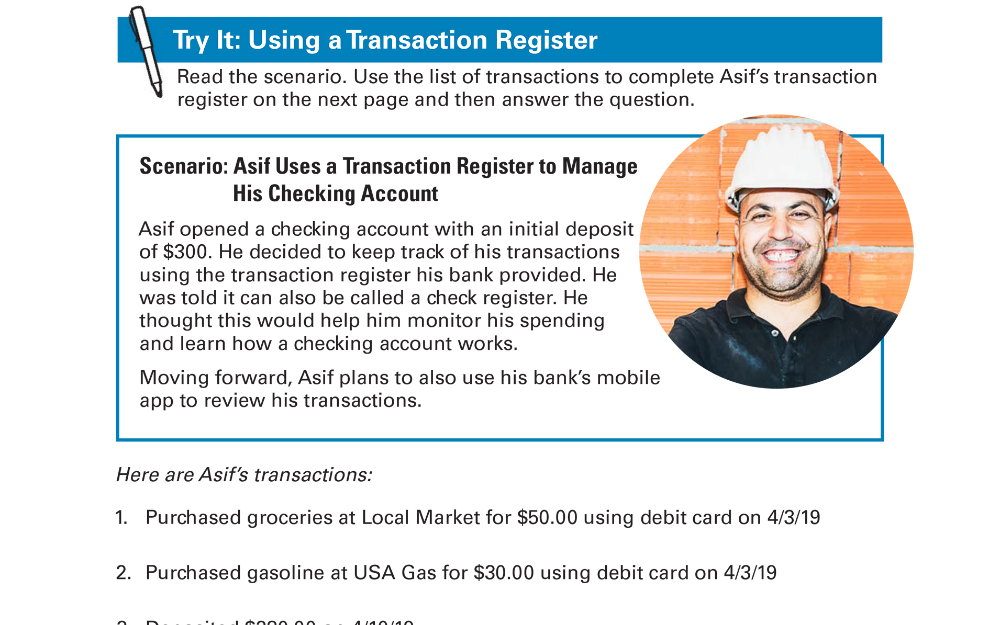 Try It: Using a Transaction Register
Read the scenario. Use the list of transactions to complete Asif’s transaction
register on the next page and then answer the question.
Scenario: Asif Uses a Transaction Register to Manage
His Checking Account
Asif opened a checking account with an initial deposit
of $300. He decided to keep track of his transactions
using the transaction register his bank provided. He
was told it can also be called a check register. He
thought this would help him monitor his spending
and learn how a checking account works.
Moving forward, Asif plans to also use his bank’s mobile
app to review his transactions.
Here are Asif’s transactions:
1. Purchased groceries at Local Market for $50.00 using debit card on 4/3/19
2. Purchased gasoline at USA Gas for $30.00 using debit card on 4/3/19
Deposited on 4/10/19